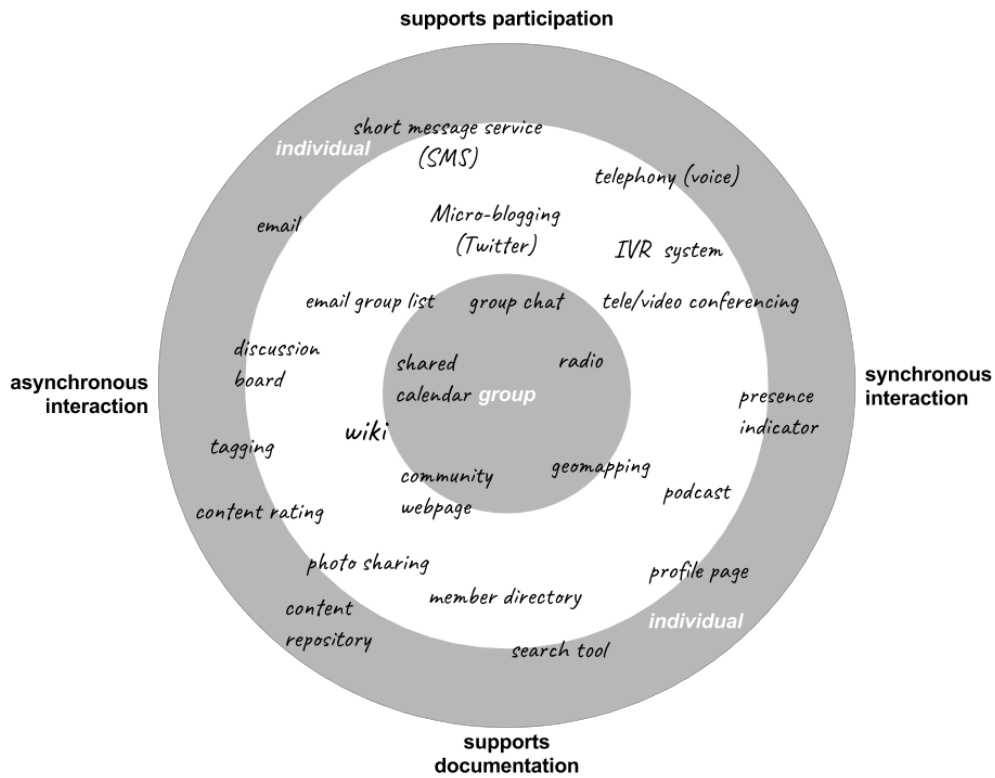 supports participation
short message service
(SMS)
individual
telephony (voice)
email
Micro-blogging
(Twitter)
IVR system
email group list
group chat
tele/video conferencing
discussion
board
shared
calendar
radio
group
asynchronous
interaction
synchronous
interaction
presence
indicator
wiki
tagging
community
webpage
geomapping
podcast
content rating
photo sharing
profile page
member directory
content
repository
individual
search tool
supports
documentation